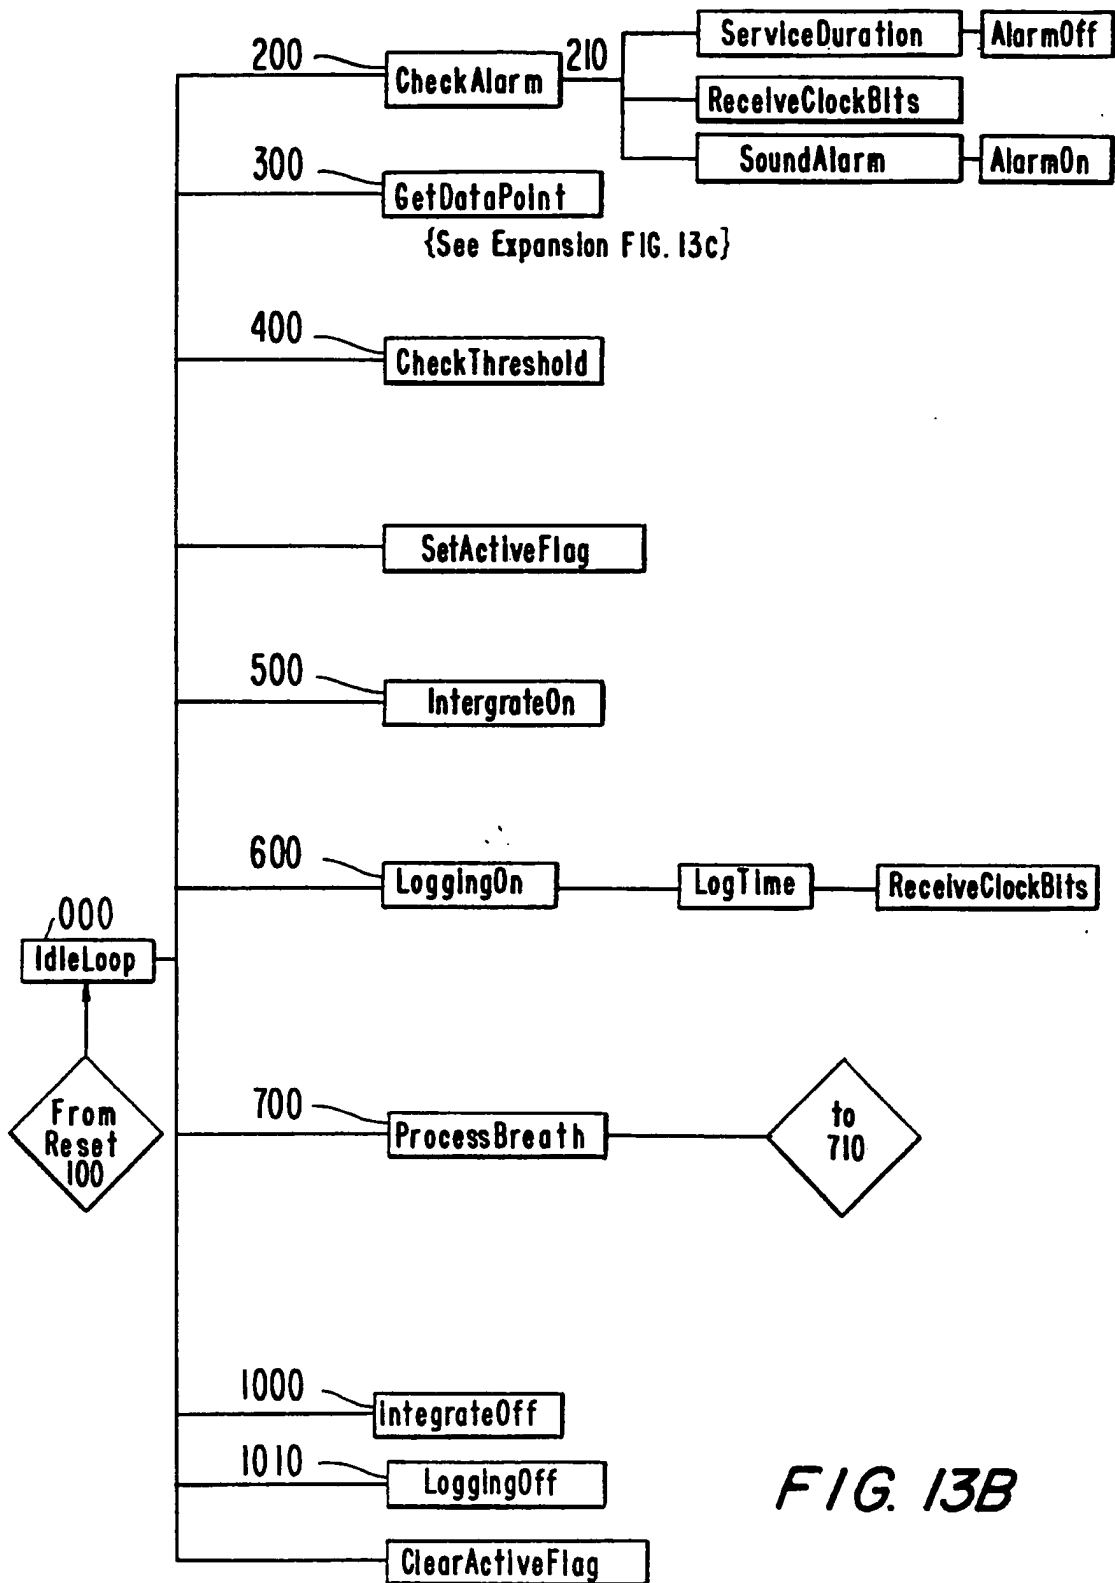 200 CheckAlarm 210 ServiceDuration AlarmOff
ReceiveClockBits
SoundAlarm AlarmOn
300 GetDataPoint
{See Expansion FIG. 13c}
400 CheckThreshold
SetActiveFlag
500 IntergrateOn
600 LoggingOn LogTime ReceiveClockBits
000
IdleLoop
From
Reset
100
700 ProcessBreath
to
710
1000 IntegrateOff
1010 LoggingOff
ClearActiveFlag
FIG. 13B